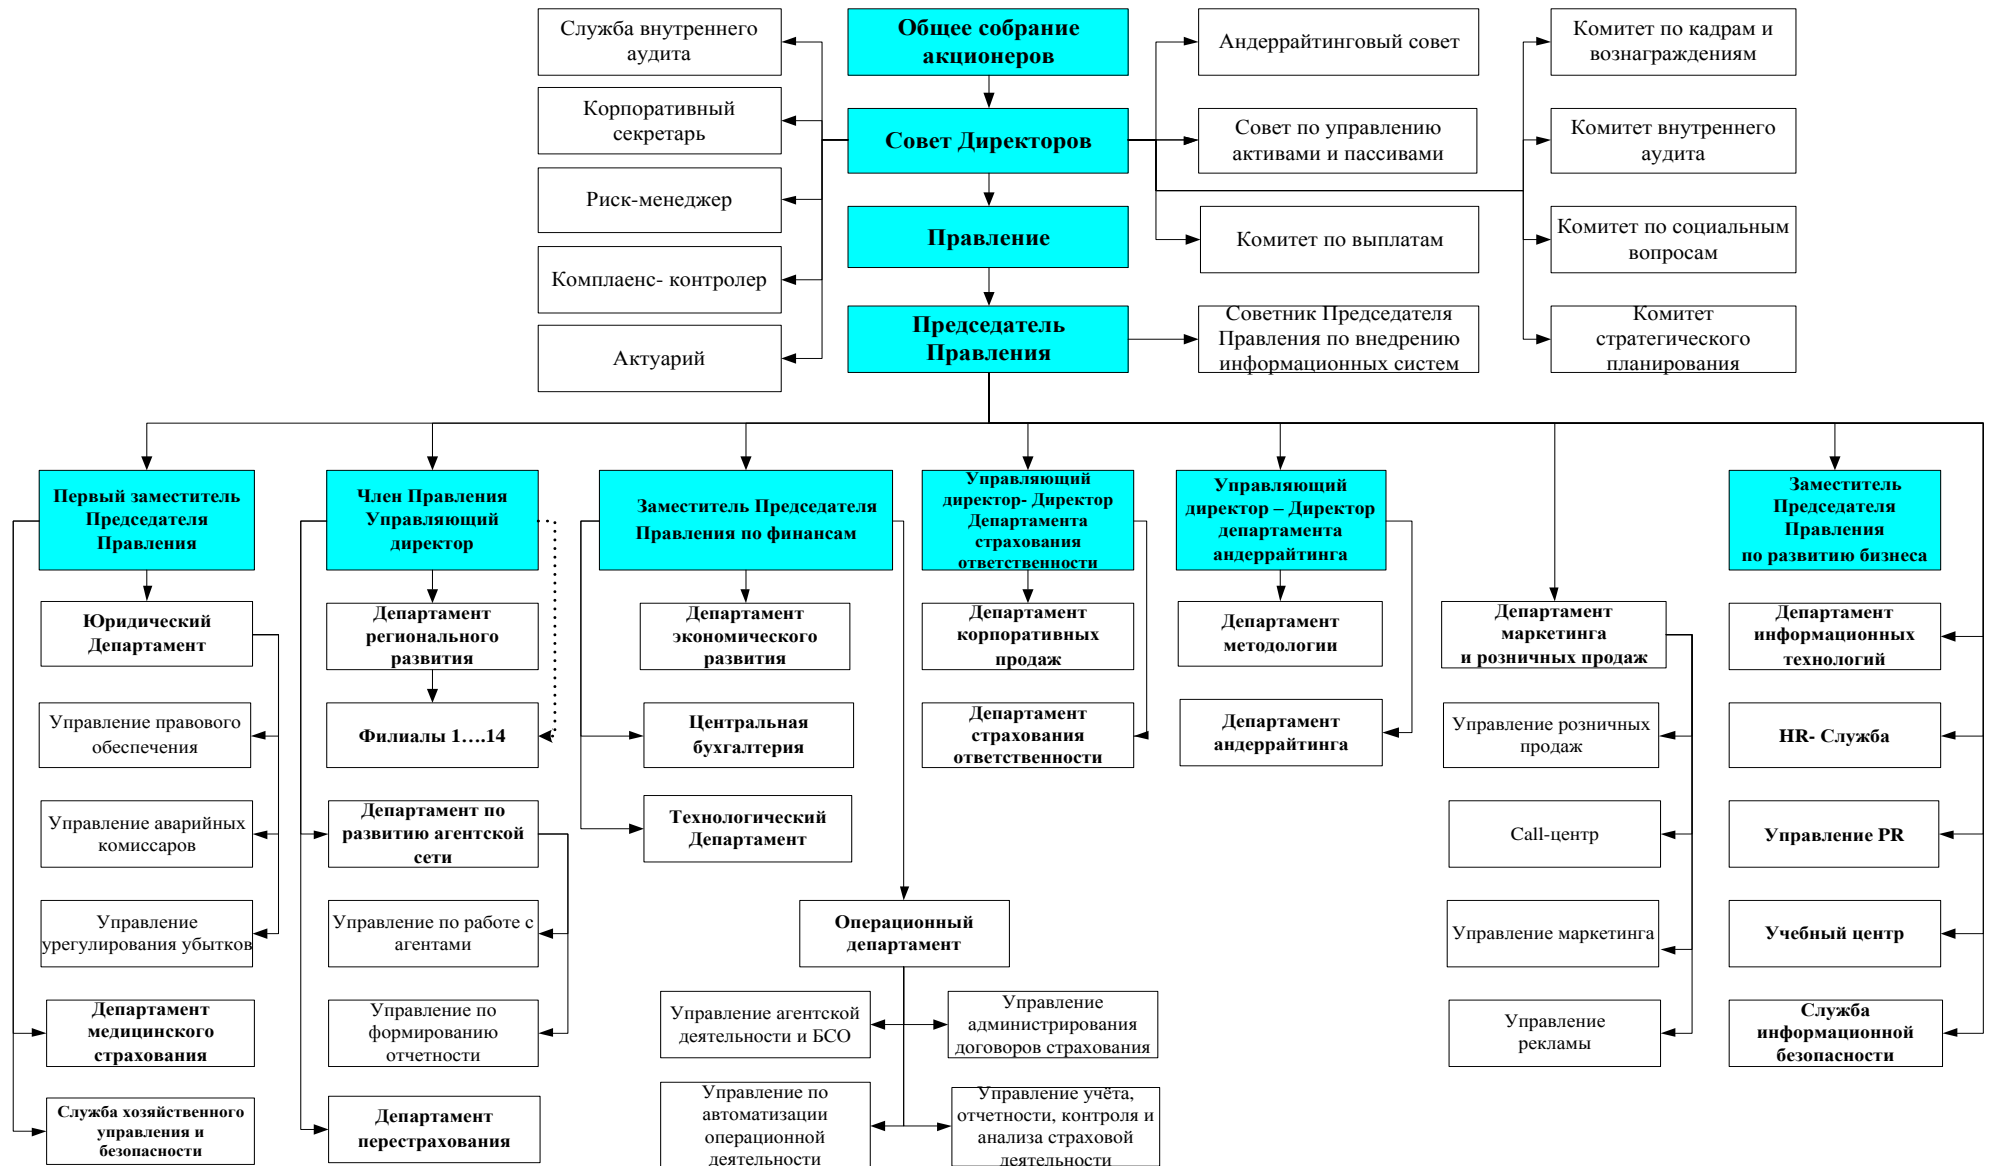 Служба внутреннего
аудита
Общее собрание
акционеров
Андеррайтинговый совет
Комитет по кадрам и
вознаграждениям
Корпоративный
секретарь
Совет Директоров
Совет по управлению
активами и пассивами
Комитет внутреннего
аудита
Риск-менеджер
Правление
Комитет по выплатам
Комитет по социальным
вопросам
Комплаенс- контролер
Председатель
Правления
Советник Председателя
Правления по внедрению
информационных систем
Комитет
стратегического
планирования
Актуарий
Первый заместитель
Председателя
Правления
Член Правления
Управляющий
директор
Заместитель Председателя
Правления по финансам
Управляющий
директор- Директор
Департамента
страхования
ответственности
Управляющий
директор – Директор
департамента
андеррайтинга
Заместитель
Председателя
Правления
по развитию бизнеса
Юридический
Департамент
Департамент
регионального
развития
Департамент
экономического
развития
Департамент
корпоративных
продаж
Департамент
методологии
Департамент
маркетинга
и розничных продаж
Департамент
информационных
технологий
Управление правового
обеспечения
Филиалы 1….14
Центральная
бухгалтерия
Департамент
страхования
ответственности
Департамент
андеррайтинга
Управление розничных
продаж
HR- Служба
Управление аварийных
комиссаров
Департамент по
развитию агентской
сети
Технологический
Департамент
Call-центр
Управление PR
Управление
урегулирования убытков
Управление по работе с
агентами
Операционный
департамент
Управление маркетинга
Учебный центр
Департамент
медицинского
страхования
Управление по
формированию
отчетности
Управление агентской
деятельности и БСО
Управление
администрирования
договоров страхования
Управление
рекламы
Служба
информационной
безопасности
Служба хозяйственного
управления и
безопасности
Департамент
перестрахования
Управление по
автоматизации
операционной
деятельности
Управление учёта,
отчетности, контроля и
анализа страховой
деятельности